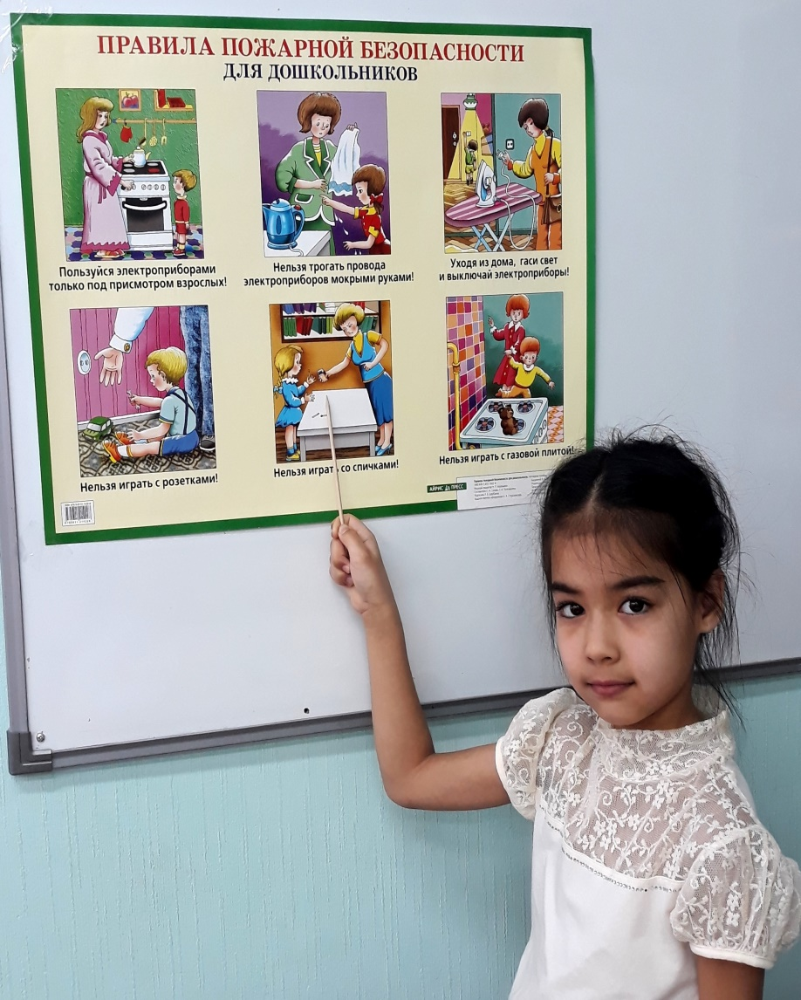 ПРАВИЛА ПОЖАРНОЙ БЕЗОПАСНОСТИ
ДЛЯ ДОШКОЛЬНИКОВ
Пользуйся электроприборами
только под присмотром взрослых!
Нельзя трогать провода
электроприборов мокрыми руками!
Уходя из дома, гаси свет
и выключай электроприборы!
Нельзя играть с розетками!
Нельзя играть со спичками!
Нельзя играть с газовой плитой!
АЙРИС ПРЕСС